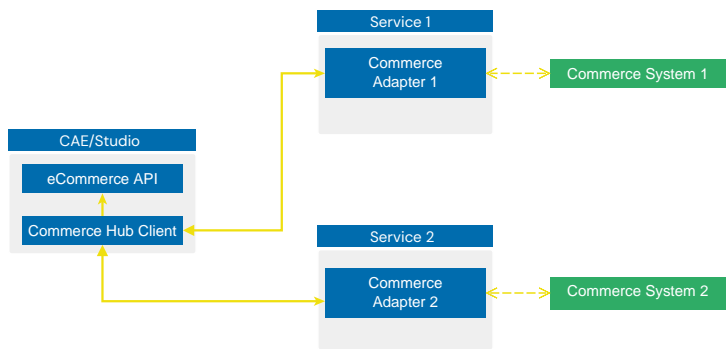 Service 1
Commerce
Adapter 1
Commerce System 1
CAE/Studio
eCommerce API
Commerce Hub Client
Service 2
Commerce
Adapter 2
Commerce System 2